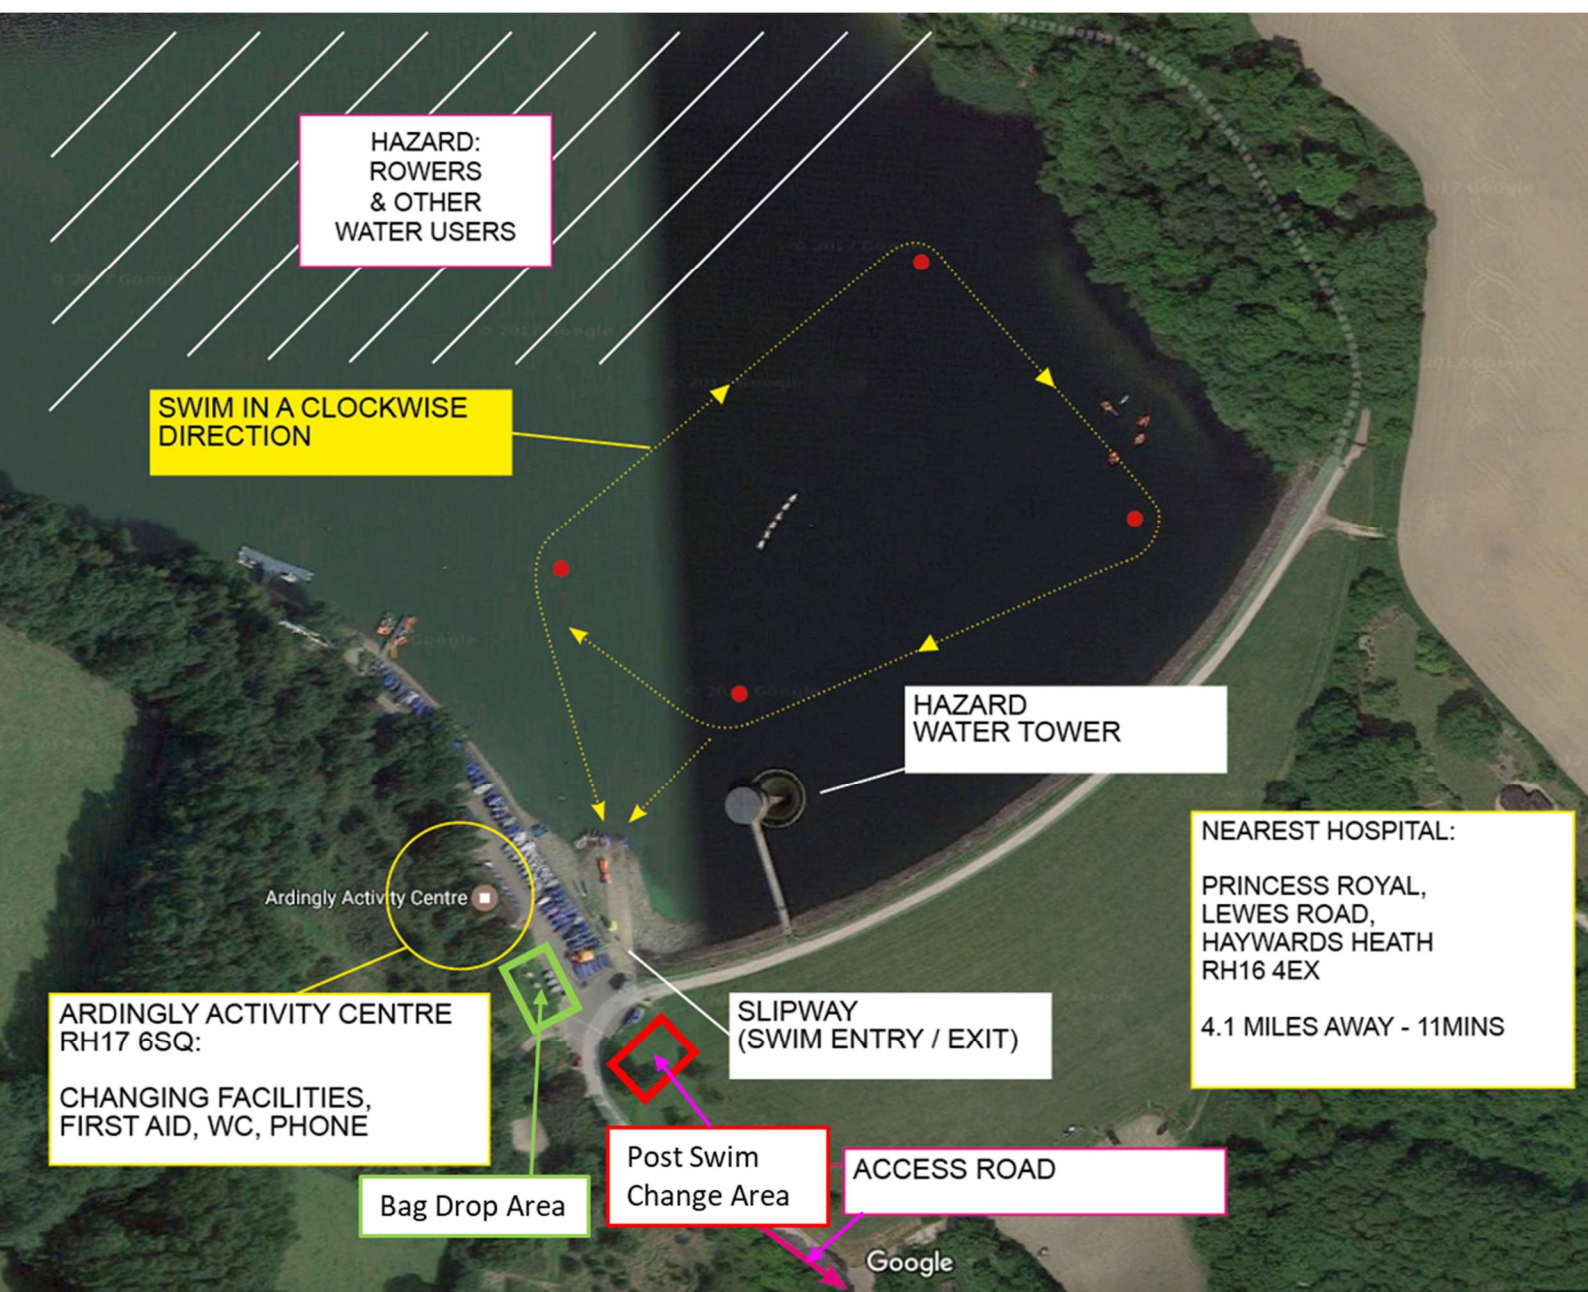 HAZARD:
ROWERS
& OTHER
WATER USERS
© 2017 Google
SWIM IN A CLOCKWISE
DIRECTION
HAZARD
WATER TOWER
NEAREST HOSPITAL:
PRINCESS ROYAL,
LEWES ROAD,
HAYWARDS HEATH
RH16 4EX
4.1 MILES AWAY - 11MINS
Ardingly Activity Centre
ARDINGLY ACTIVITY CENTRE
RH17 6SQ:
CHANGING FACILITIES,
FIRST AID, WC, PHONE
SLIPWAY
(SWIM ENTRY / EXIT)
Bag Drop Area
Post Swim
Change Area
ACCESS ROAD
Google